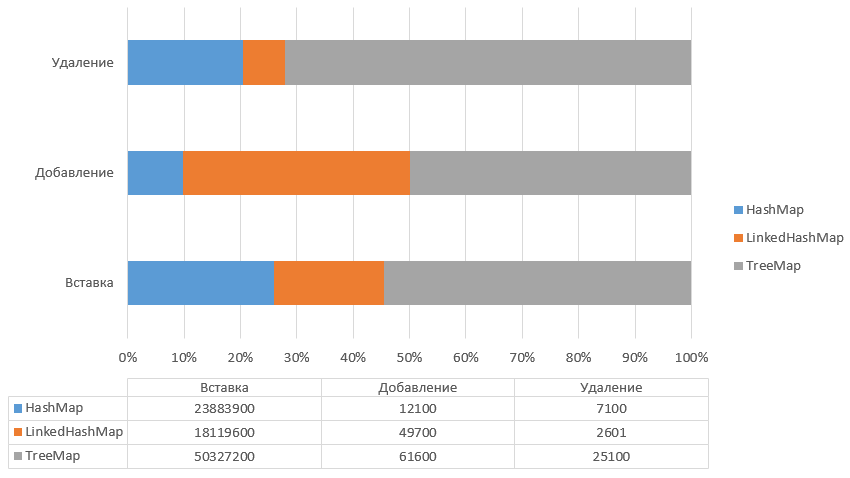 Удаление
Добавление
Вставка
HashMap
LinkedHashMap
TreeMap
0% 10% 20% 30% 40% 50% 60% 70% 80% 90% 100%
Вставка Добавление Удаление
HashMap 23883900 12100 7100
LinkedHashMap 18119600 49700 2601
TreeMap 50327200 61600 25100